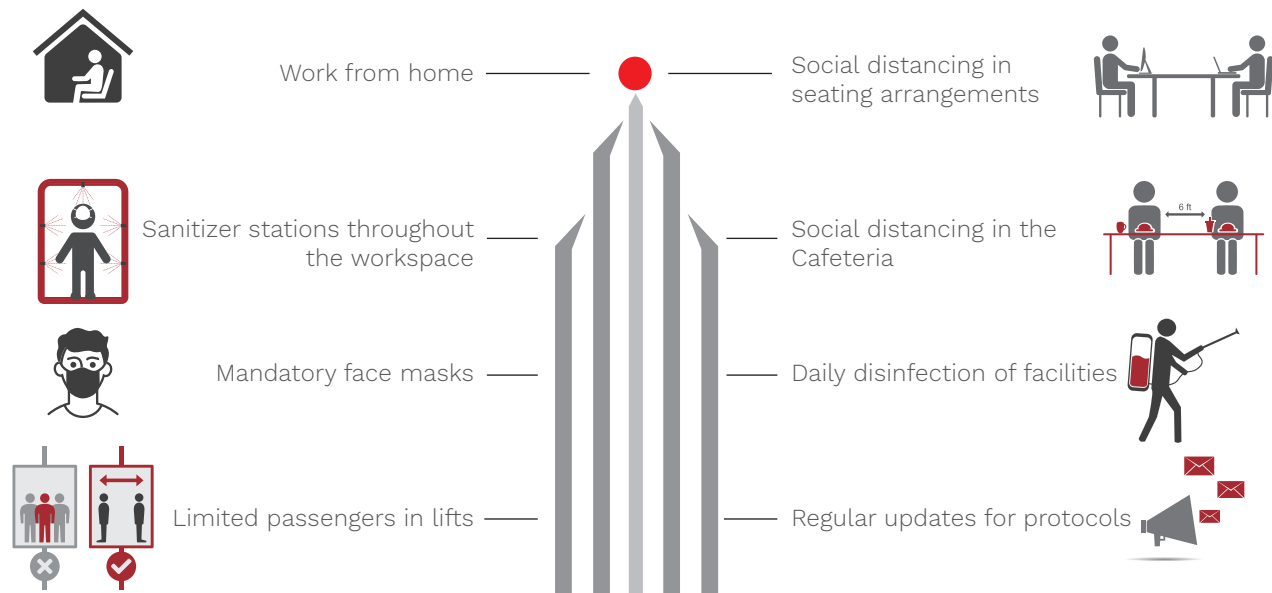 Work from home
Social distancing in
seating arrangements
Sanitizer stations throughout
the workspace
6 ft
Social distancing in the
Cafeteria
Mandatory face masks
Daily disinfection of facilities
Limited passengers in lifts
Regular updates for protocols